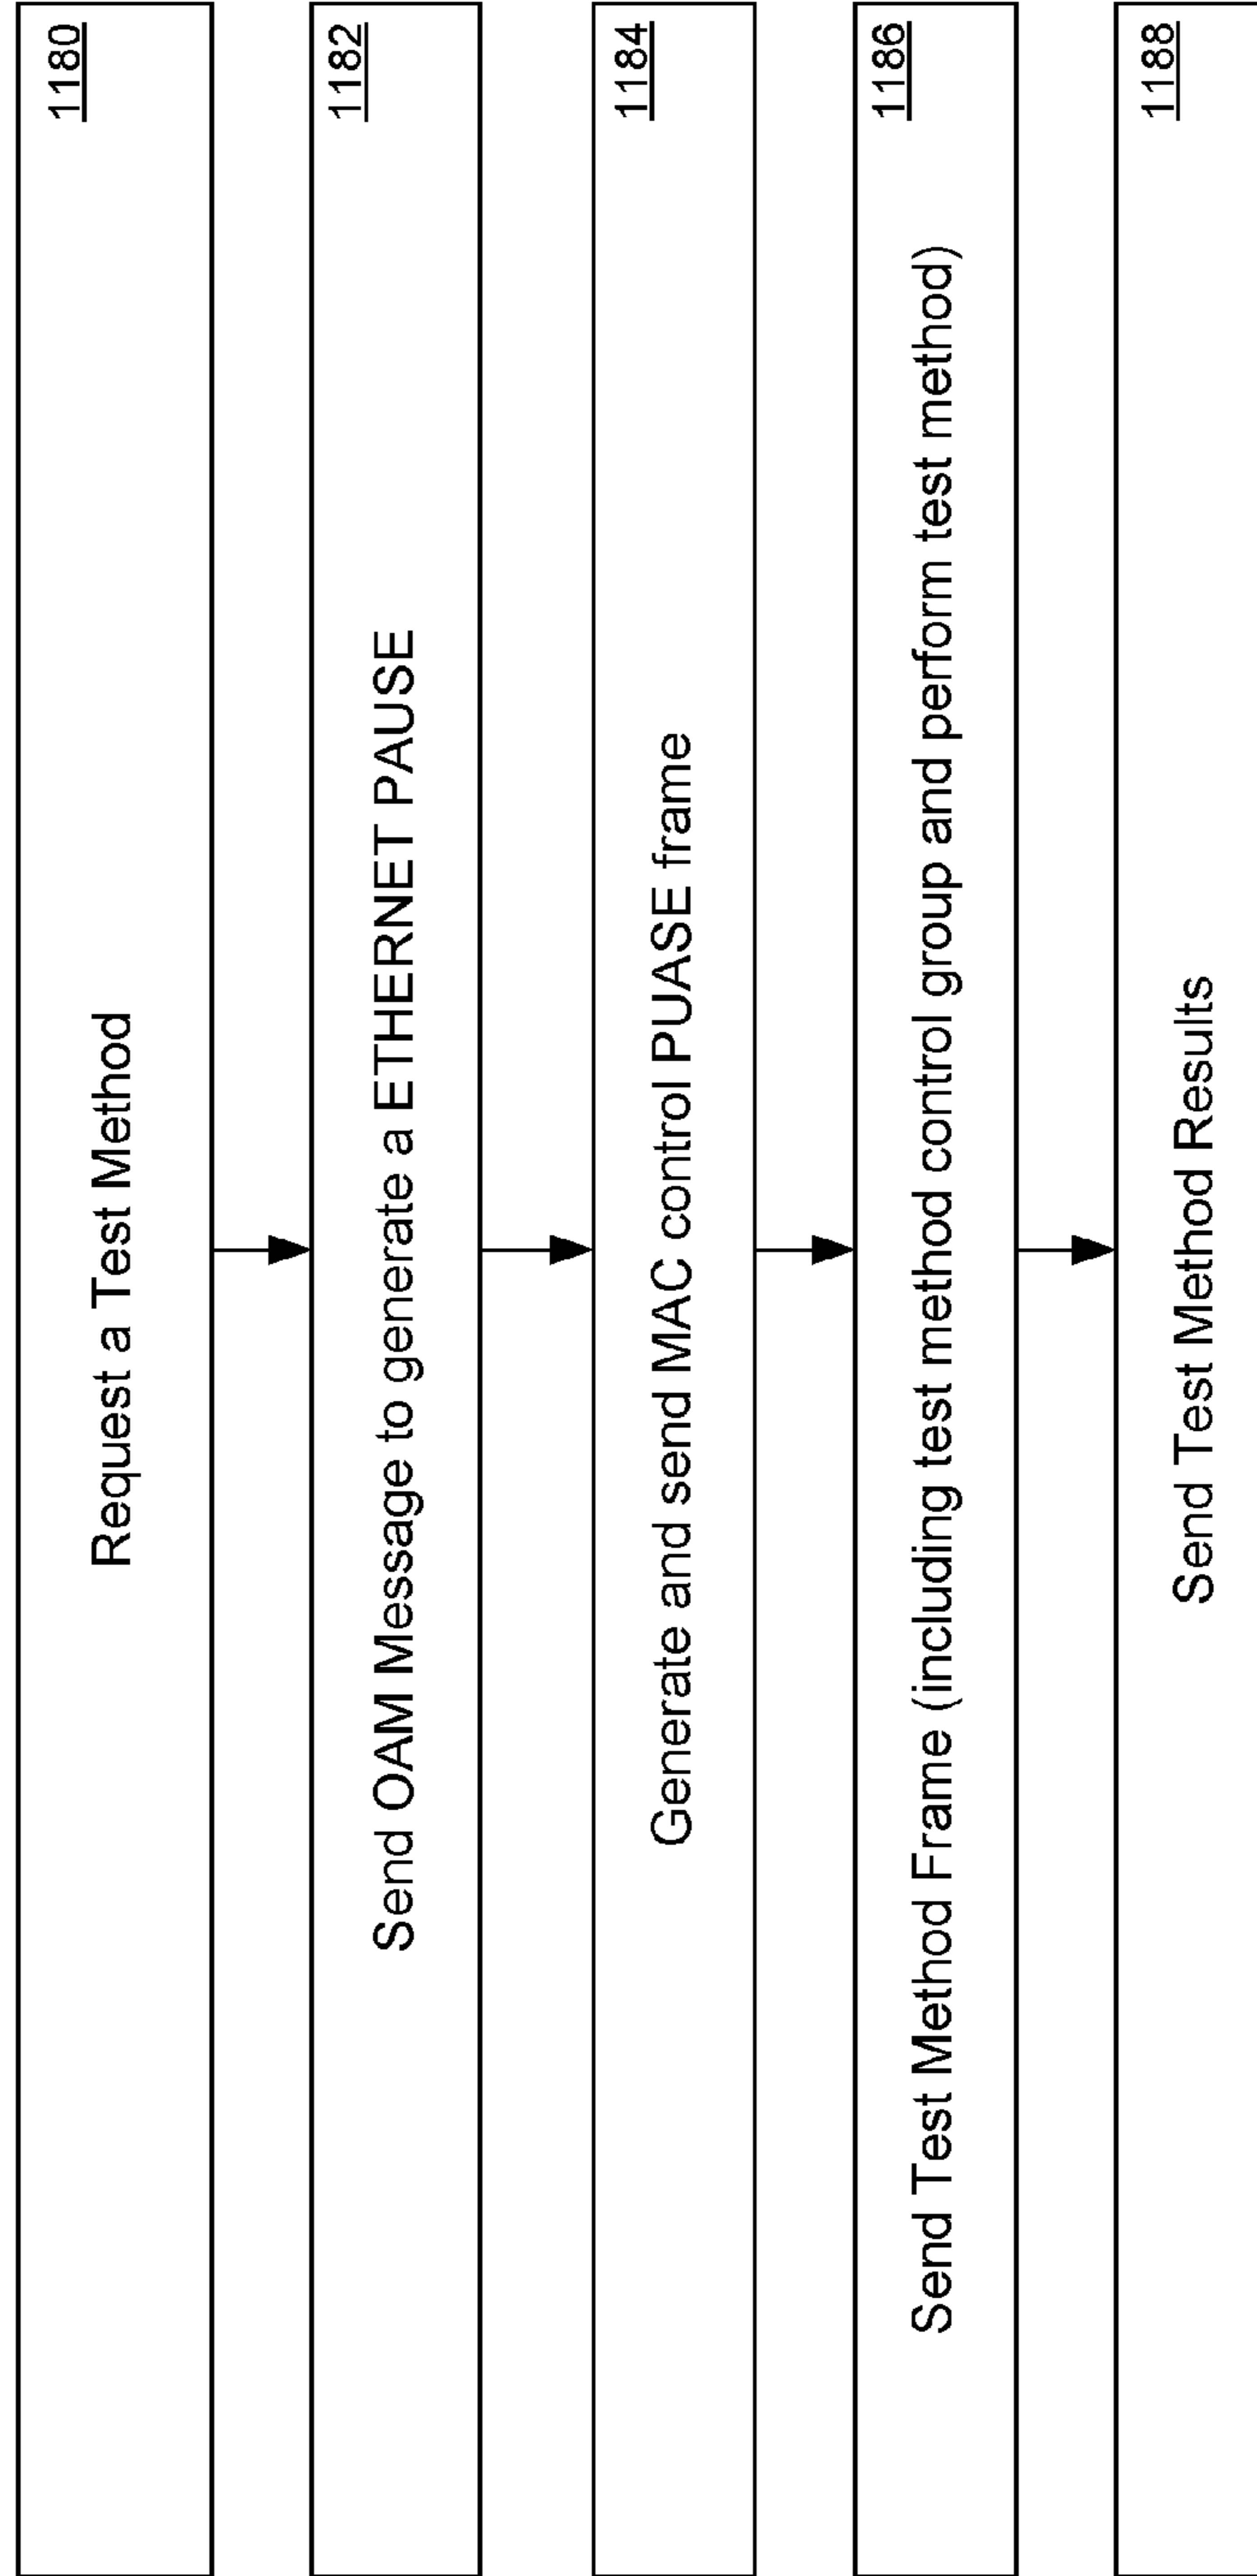 1180
Request a Test Method
1182
Send OAM Message to generate a ETHERNET PAUSE
1184
Generate and send MAC control PUASE frame
1186
Send Test Method Frame (including test method control group and perform test method)
1188
Send Test Method Results